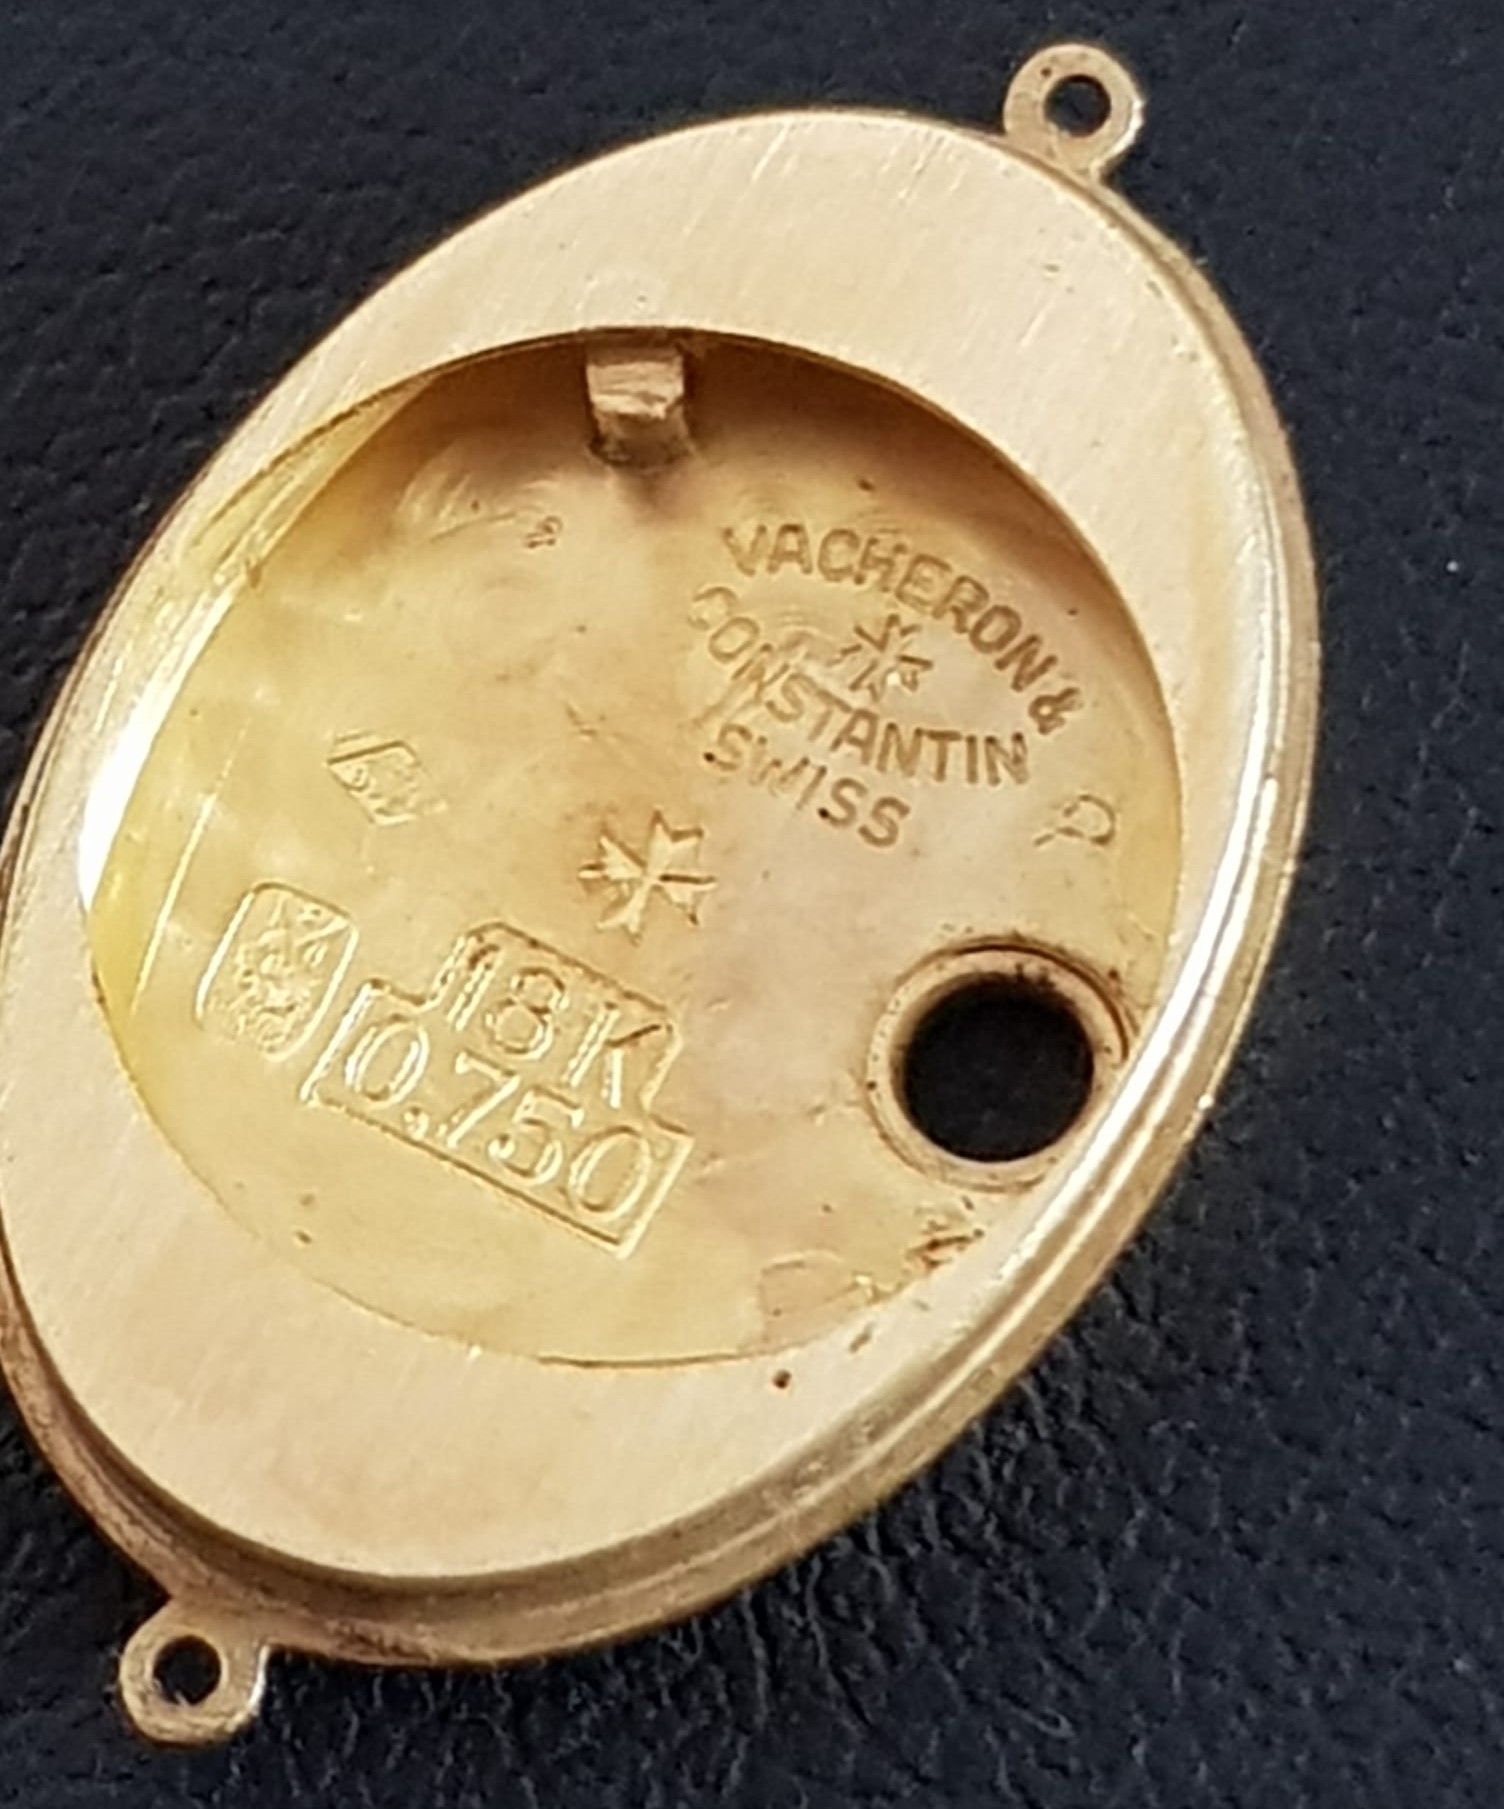 VACHERON &
CONSTANTIN
SWISS
18K
0,750